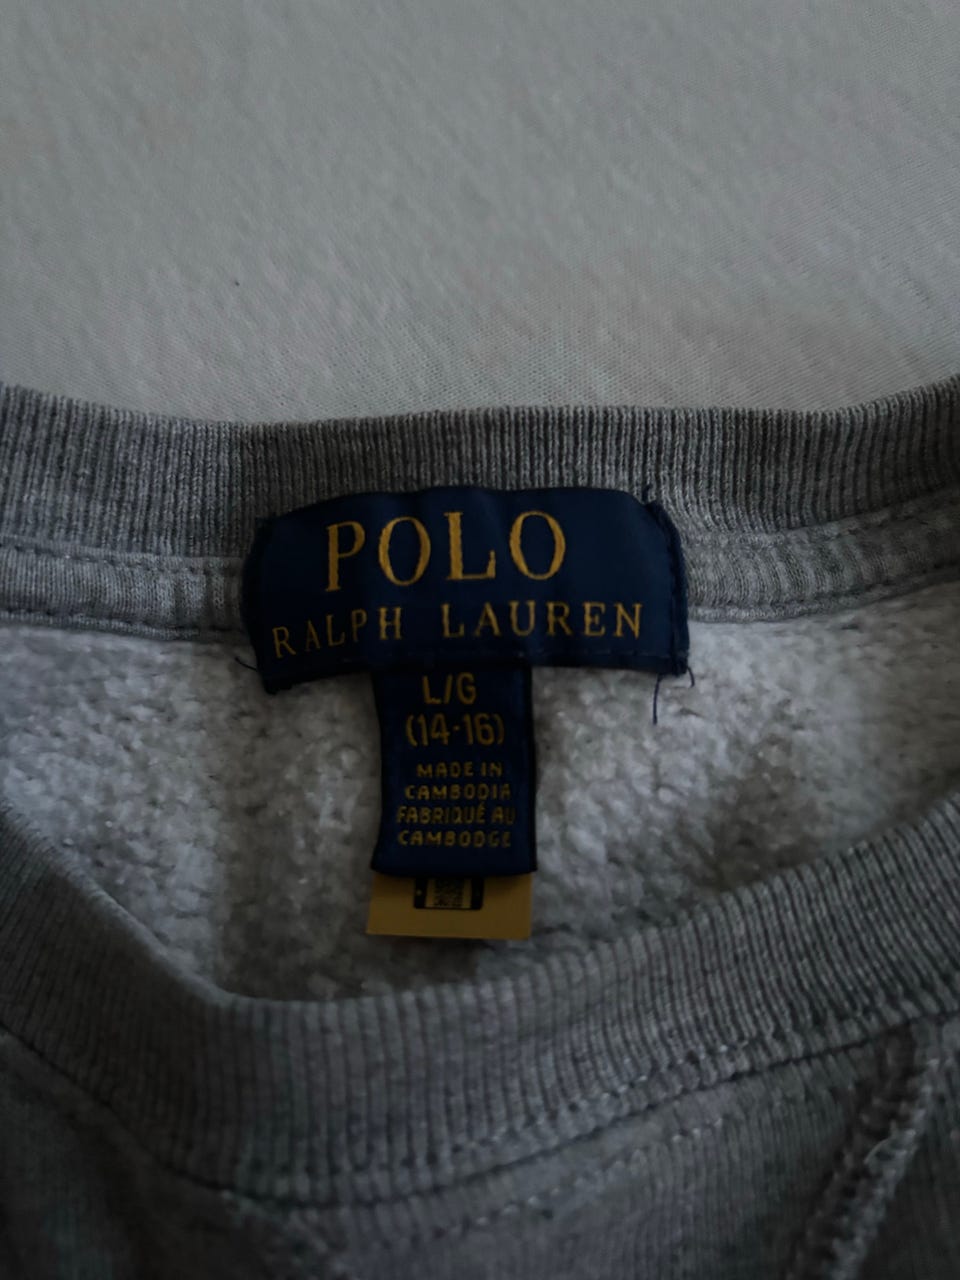 POLO
RALPH LAUREN
L/G
(14-16)
MADE IN
CAMBODIA
FABRIQUÉ AU
CAMBODGE